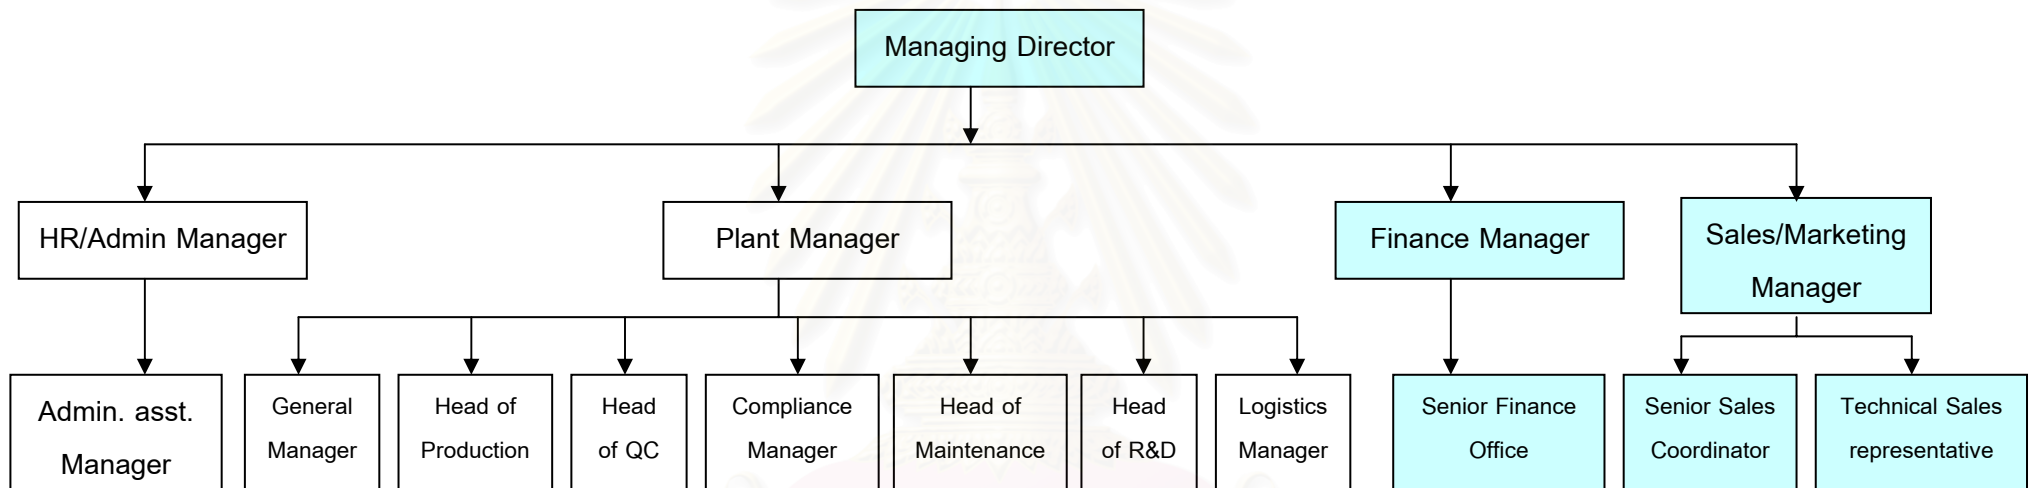 Managing Director
HR/Admin Manager
Plant Manager
Finance Manager
Sales/Marketing
Manager
Admin. asst.
Manager
General
Manager
Head of
Production
Head
of QC
Compliance
Manager
Head of
Maintenance
Head
of R&D
Logistics
Manager
Senior Finance
Office
Senior Sales
Coordinator
Technical Sales
representative